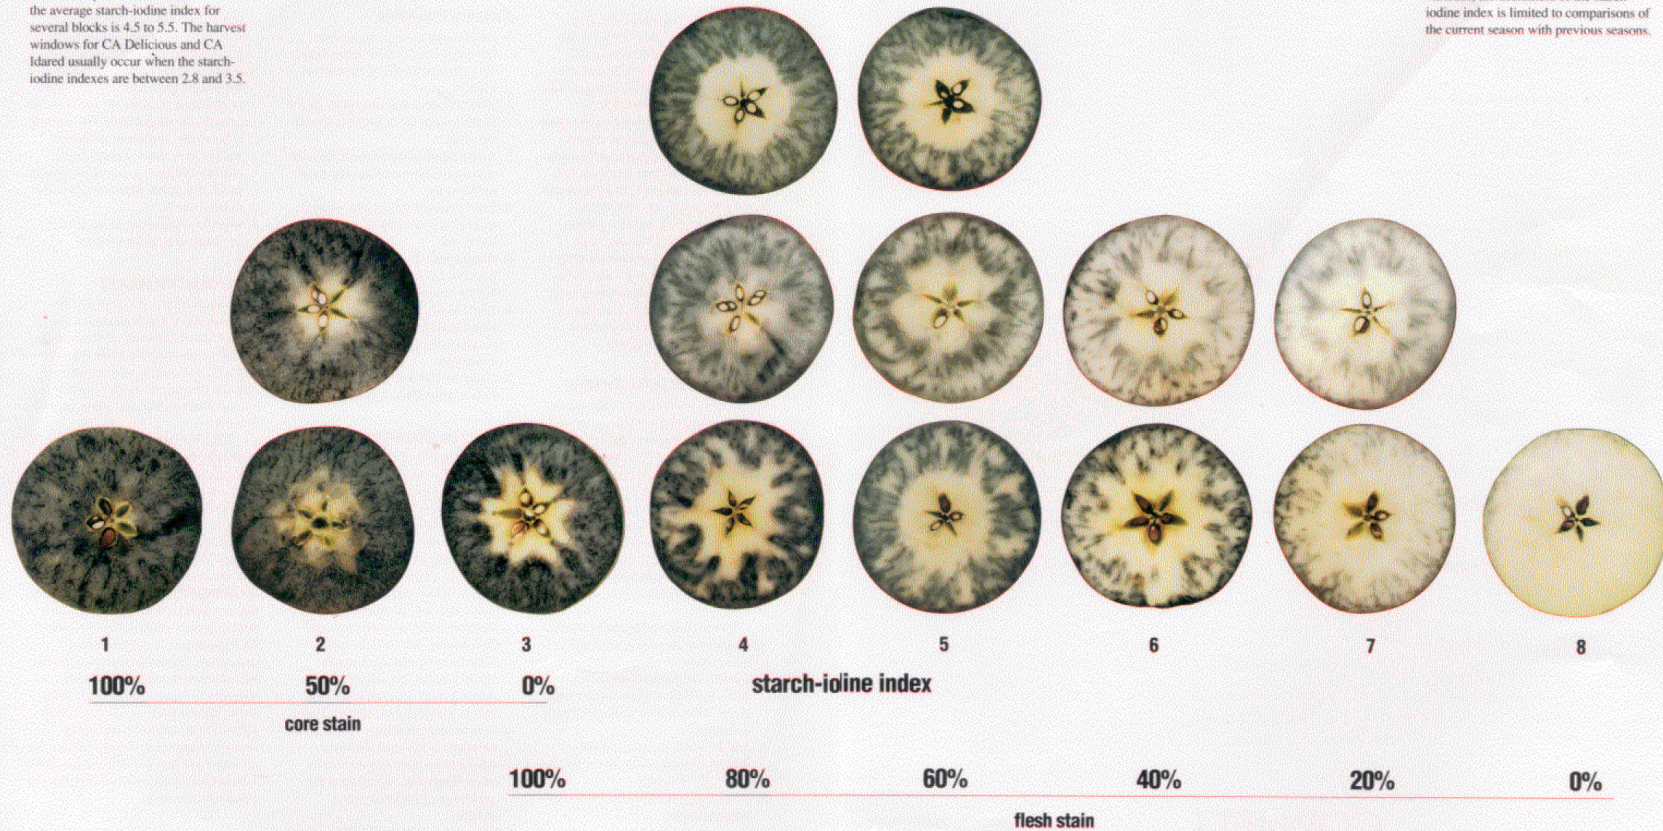 the average starch-iodine index for
several blocks is 4.5 to 5.5. The harvest
windows for CA Delicious and CA
Idared usually occur when the starch-
iodine indexes are between 2.8 and 3.5.
iodine index is limited to comparisons of
the current season with previous seasons.
1 2 3 4 5 6 7 8
100% 50% 0% starch-iodine index
core stain
100% 80% 60% 40% 20% 0%
flesh stain